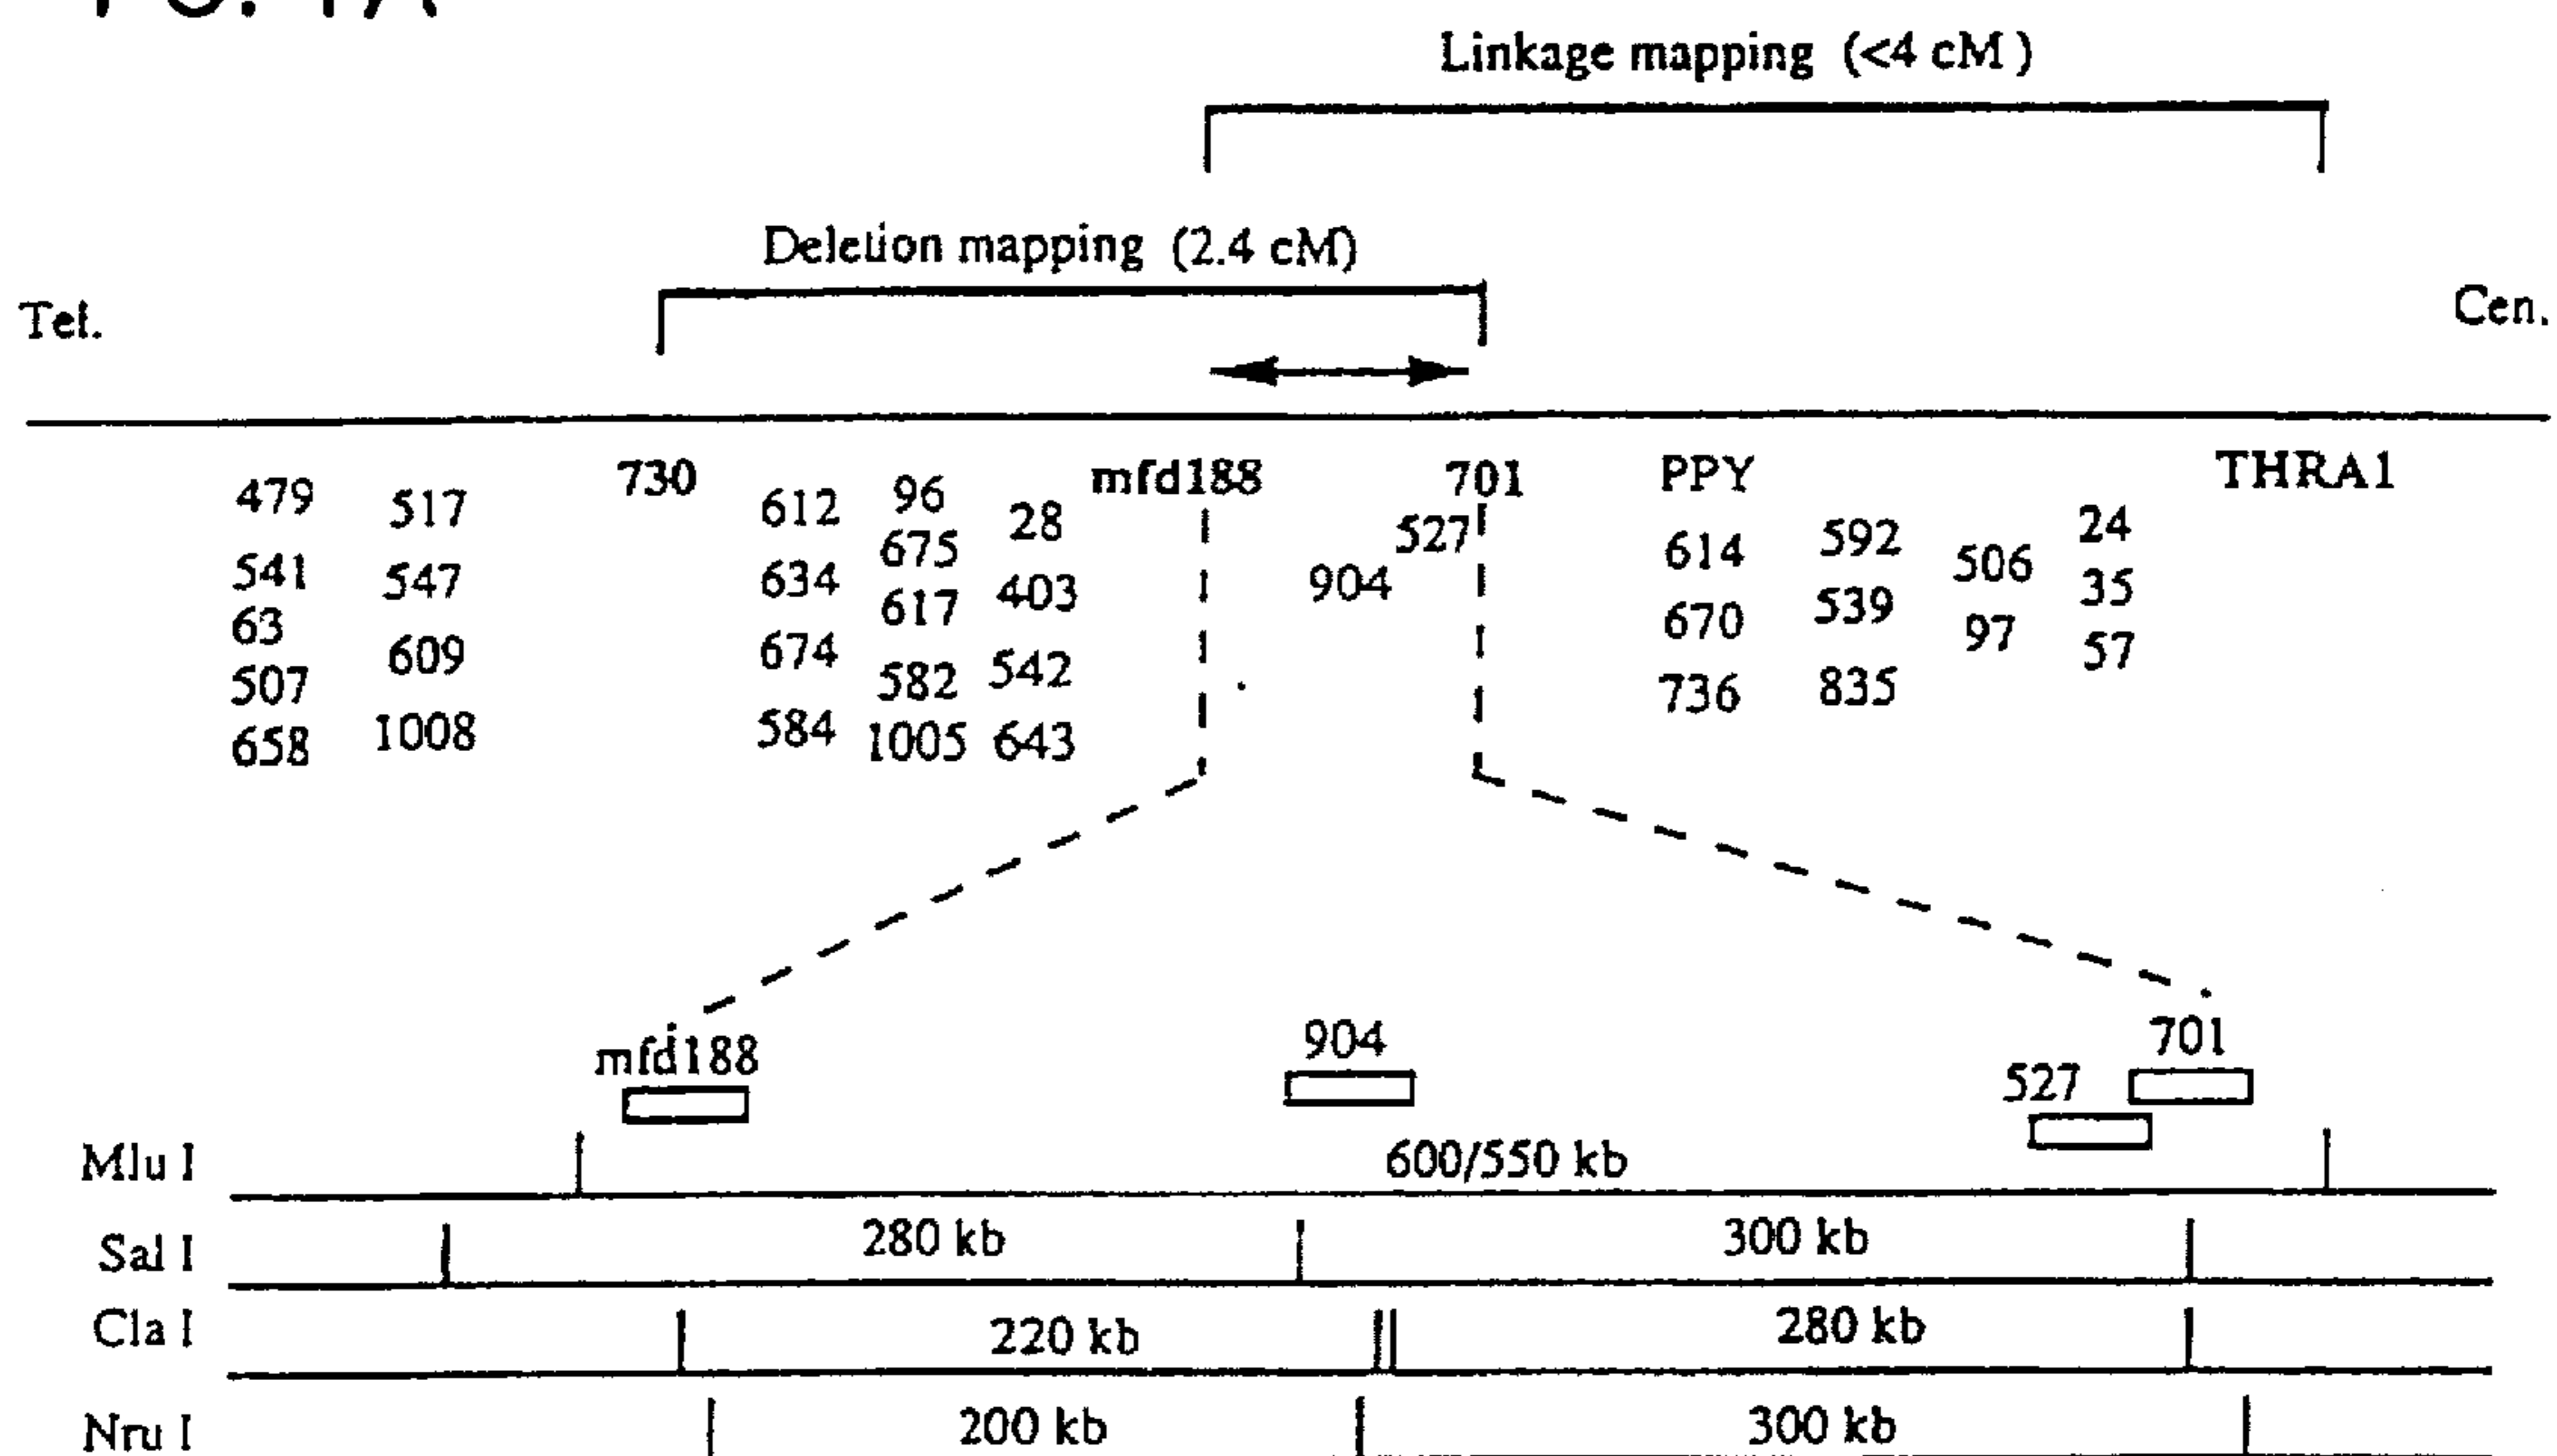 Linkage mapping (<4 cM)
Deletion mapping (2.4 cM)
Tel. Cen.
730 mfd188 701 PPY THRA1
479 517 612 96 28 527 614 592 506 24
541 547 634 675 403 904 670 539 97 35
63 609 674 617 542 736 835 57
507 1008 584 582 643
658 1005
mfd188 904 701
527
Mlu I 600/550 kb
Sal I 280 kb 300 kb
Cla I 220 kb 280 kb
Nru I 200 kb 300 kb